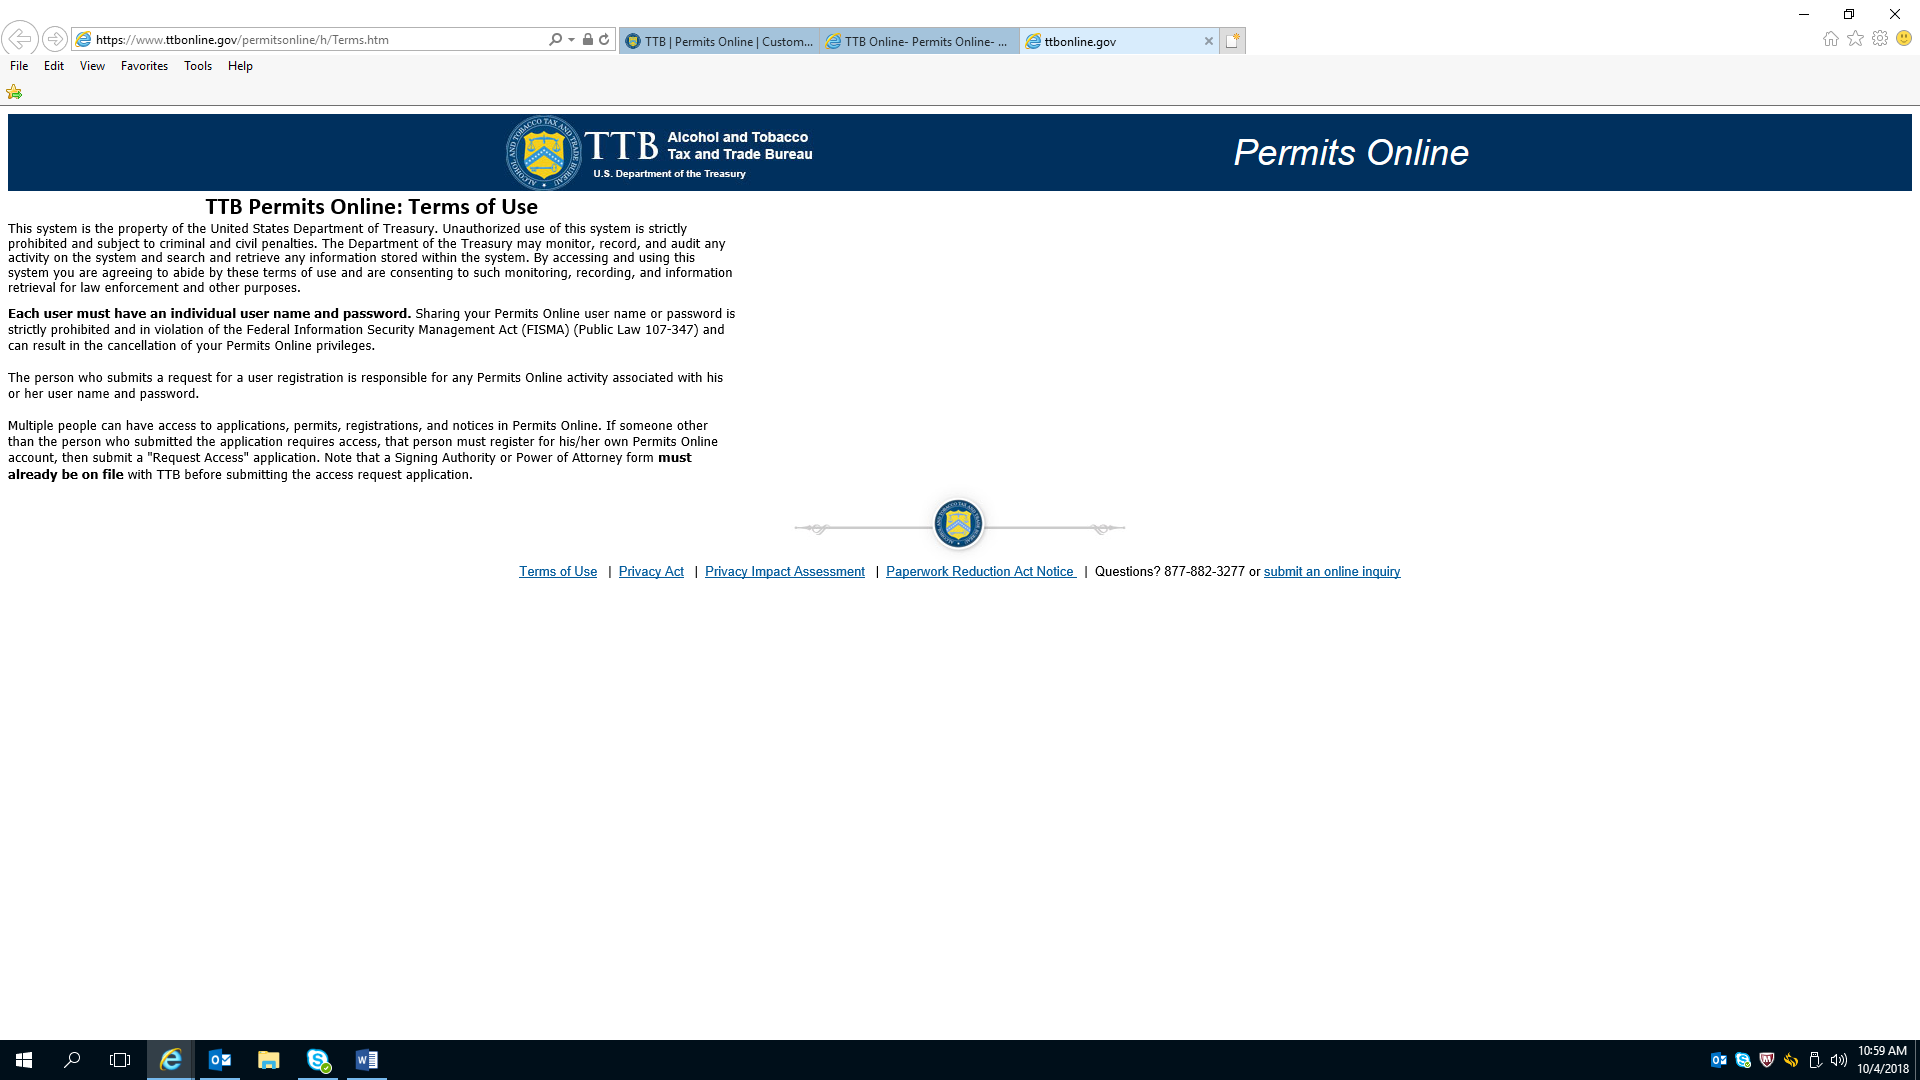 https://www.ttbonline.gov/permitsonline/h/Terms.htm
TTB | Permits Online | Custom...
TTB Online- Permits Online- ...
ttbonline.gov
File Edit View Favorites Tools Help
ALCOHOL AND TOBACCO TAX AND TRADE BUREAU
TTB
Alcohol and Tobacco
Tax and Trade Bureau
U.S. Department of the Treasury
Permits Online
TTB Permits Online: Terms of Use
This system is the property of the United States Department of Treasury. Unauthorized use of this system is strictly
prohibited and subject to criminal and civil penalties. The Department of the Treasury may monitor, record, and audit any
activity on the system and search and retrieve any information stored within the system. By accessing and using this
system you are agreeing to abide by these terms of use and are consenting to such monitoring, recording, and information
retrieval for law enforcement and other purposes.
Each user must have an individual user name and password. Sharing your Permits Online user name or password is
strictly prohibited and in violation of the Federal Information Security Management Act (FISMA) (Public Law 107-347) and
can result in the cancellation of your Permits Online privileges.
The person who submits a request for a user registration is responsible for any Permits Online activity associated with his
or her user name and password.
Multiple people can have access to applications, permits, registrations, and notices in Permits Online. If someone other
than the person who submitted the application requires access, that person must register for his/her own Permits Online
account, then submit a "Request Access" application. Note that a Signing Authority or Power of Attorney form must
already be on file with TTB before submitting the access request application.
Terms of Use | Privacy Act | Privacy Impact Assessment | Paperwork Reduction Act Notice | Questions? 877-882-3277 or submit an online inquiry
10:59 AM
10/4/2018